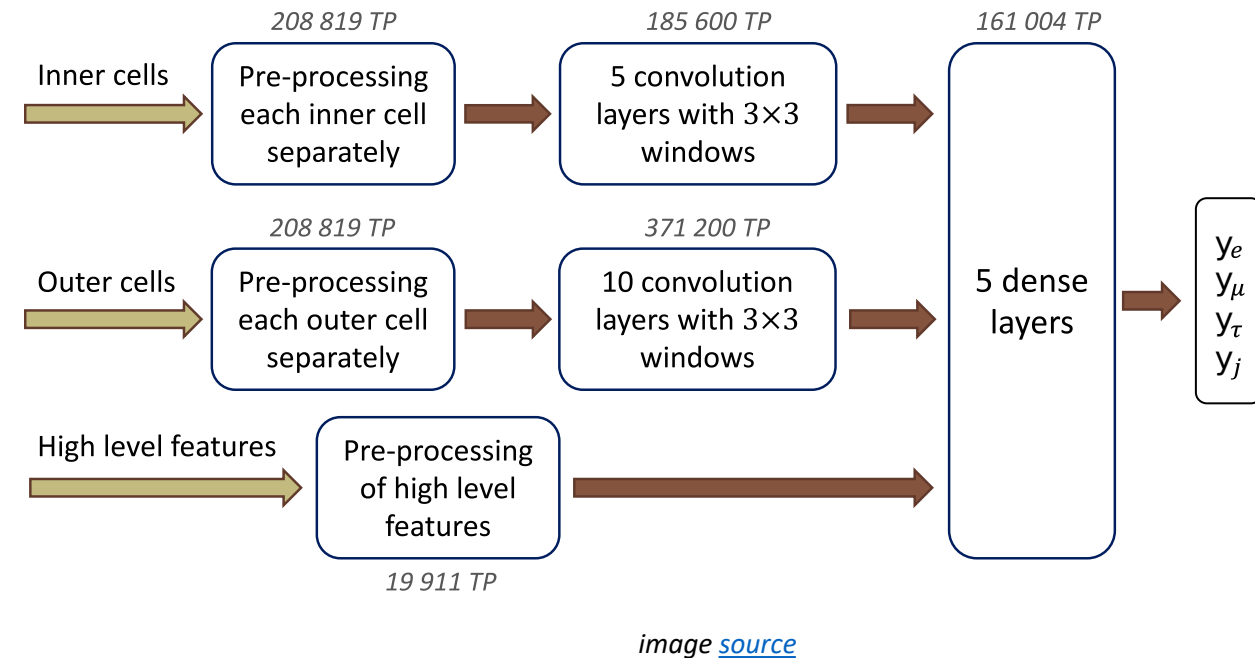 208 819 TP
185 600 TP
161 004 TP
Inner cells
Pre-processing
each inner cell
separately
5 convolution
layers with 3×3
windows
208 819 TP
371 200 TP
Outer cells
Pre-processing
each outer cell
separately
10 convolution
layers with 3×3
windows
5 dense
layers
yₑ
y_μ
y_τ
y_j
High level features
Pre-processing
of high level
features
19 911 TP
image source